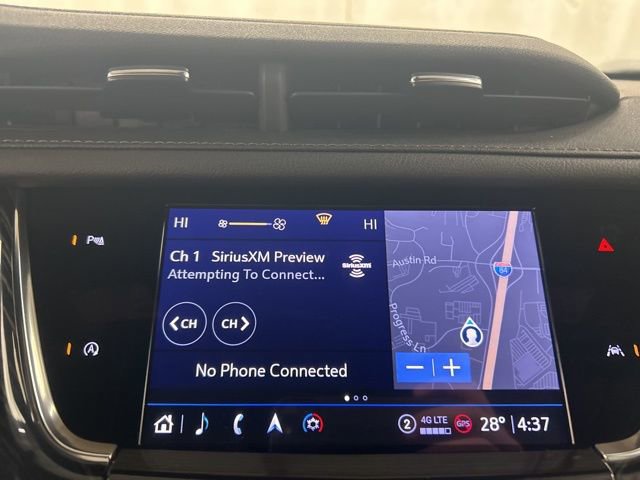 HI HI
Ch 1 SiriusXM Preview
Attempting To Connect...
SiriusXM
Austin Rd
84
Progress Ln
CH CH
No Phone Connected
2 4G LTE GPS 28° 4:37
P
A